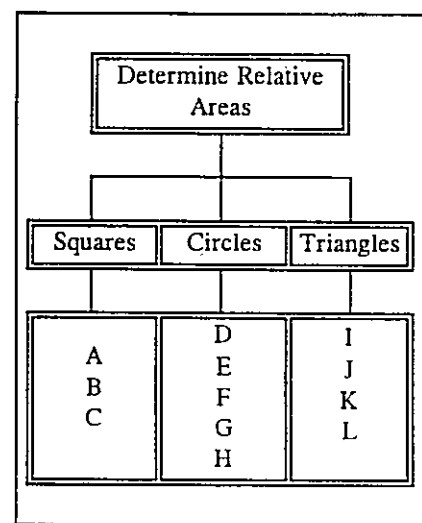 Determine Relative
Areas
Squares Circles Triangles
A
B
C
D
E
F
G
H
I
J
K
L